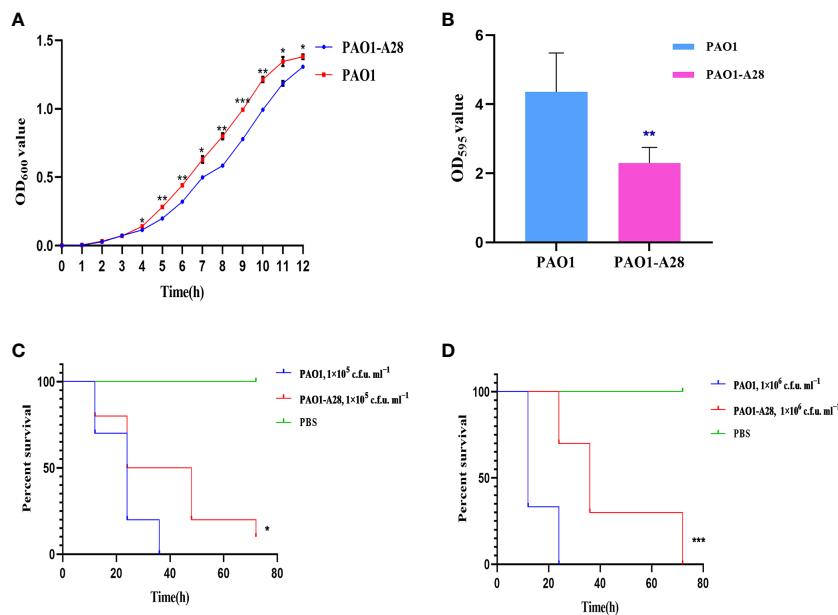 A
PAO1-A28
PAO1
OD600 value
1.5
1.0
0.5
0.0
* ** ** * ** *** ** * *
0 1 2 3 4 5 6 7 8 9 10 11 12
Time(h)
B
PAO1
PAO1-A28
OD595 value
6
4
2
0
**
PAO1 PAO1-A28
C
PAO1, 1×10⁵ c.f.u. ml⁻¹
PAO1-A28, 1×10⁵ c.f.u. ml⁻¹
PBS
Percent survival
100
50
0
*
0 20 40 60 80
Time(h)
D
PAO1, 1×10⁶ c.f.u. ml⁻¹
PAO1-A28, 1×10⁶ c.f.u. ml⁻¹
PBS
Percent survival
100
50
0
***
0 20 40 60 80
Time(h)